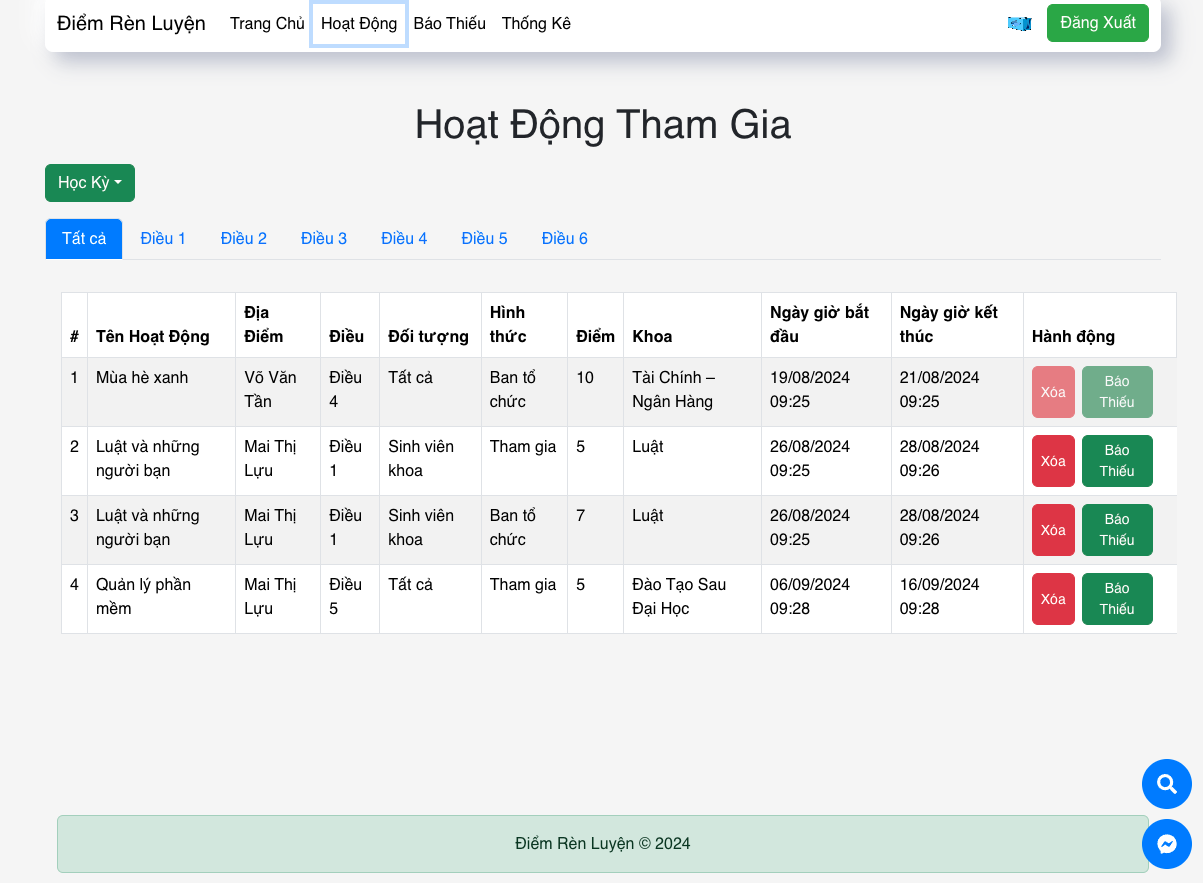 Điểm Rèn Luyện Trang Chủ Hoạt Động Báo Thiếu Thống Kê Đăng Xuất
Hoạt Động Tham Gia
Học Kỳ
Tất cả Điều 1 Điều 2 Điều 3 Điều 4 Điều 5 Điều 6
# Tên Hoạt Động Địa Điểm Điều Đối tượng Hình thức Điểm Khoa Ngày giờ bắt đầu Ngày giờ kết thúc Hành động
1 Mùa hè xanh Võ Văn Tần Điều 4 Tất cả Ban tổ chức 10 Tài Chính – Ngân Hàng 19/08/2024 09:25 21/08/2024 09:25 Xóa Báo Thiếu
2 Luật và những người bạn Mai Thị Lựu Điều 1 Sinh viên khoa Tham gia 5 Luật 26/08/2024 09:25 28/08/2024 09:26 Xóa Báo Thiếu
3 Luật và những người bạn Mai Thị Lựu Điều 1 Sinh viên khoa Ban tổ chức 7 Luật 26/08/2024 09:25 28/08/2024 09:26 Xóa Báo Thiếu
4 Quản lý phần mềm Mai Thị Lựu Điều 5 Tất cả Tham gia 5 Đào Tạo Sau Đại Học 06/09/2024 09:28 16/09/2024 09:28 Xóa Báo Thiếu
Điểm Rèn Luyện © 2024